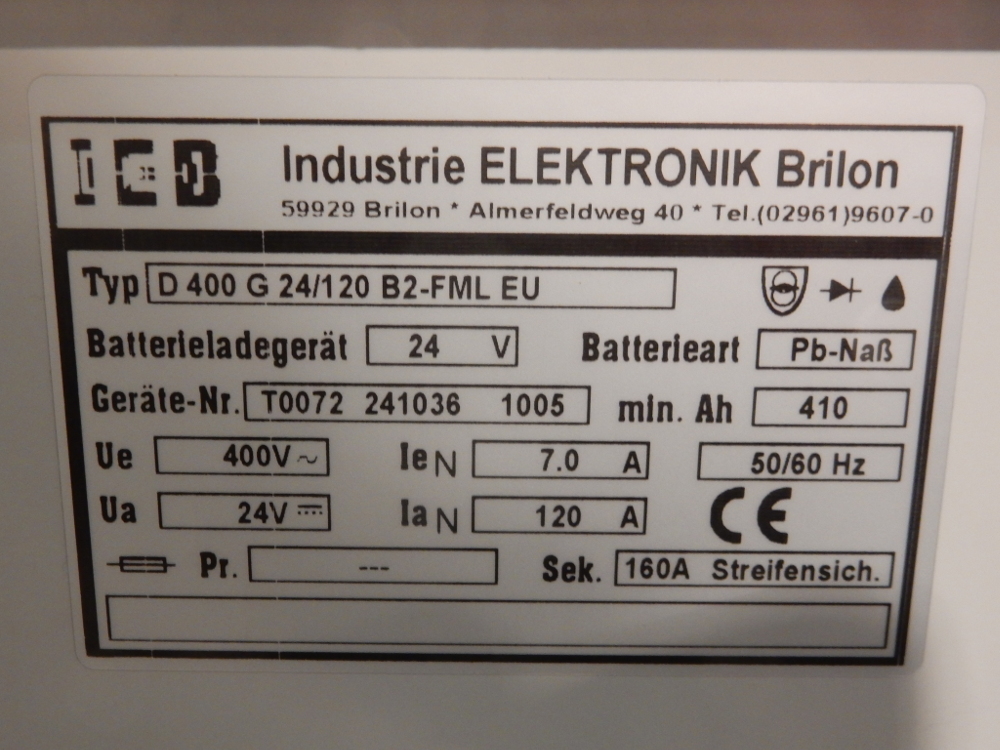 IEB
Industrie ELEKTRONIK Brilon
59929 Brilon * Almerfeldweg 40 * Tel.(02961)9607-0
Typ D 400 G 24/120 B2-FML EU
Batterieladegerät 24 V Batterieart Pb-Naß
Geräte-Nr. T0072 241036 1005 min. Ah 410
Ue 400V~ IeN 7.0 A 50/60 Hz
Ua 24V⎓ IaN 120 A CE
Pr. --- Sek. 160A Streifensich.